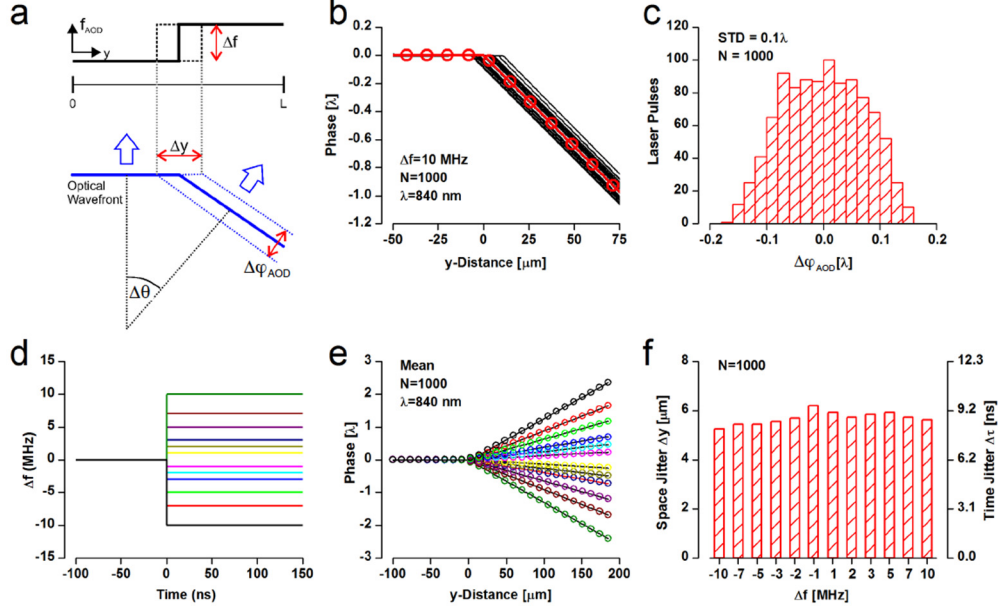 a
f AOD
y
Δf
0
L
Δy
Optical
Wavefront
Δφ AOD
Δθ
b
Phase [λ]
0.2
0.0
-0.2
-0.4
-0.6
-0.8
-1.0
-1.2
Δf=10 MHz
N=1000
λ=840 nm
-50
-25
0
25
50
75
y-Distance [μm]
c
Laser Pulses
120
100
80
60
40
20
0
STD = 0.1λ
N = 1000
-0.2
-0.1
0.0
0.1
0.2
Δφ AOD [λ]
d
Δf (MHz)
15
10
5
0
-5
-10
-15
-100
-50
0
50
100
150
Time (ns)
e
Phase [λ]
3
2
1
0
-1
-2
-3
Mean
N=1000
λ=840 nm
-100
-50
0
50
100
150
200
y-Distance [μm]
f
Space Jitter Δy [μm]
8
6
4
2
0
N=1000
12.3
9.2
6.2
3.1
0.0
Time Jitter Δτ [ns]
-10 -7 -5 -3 -2 -1 1 2 3 5 7 10
Δf [MHz]